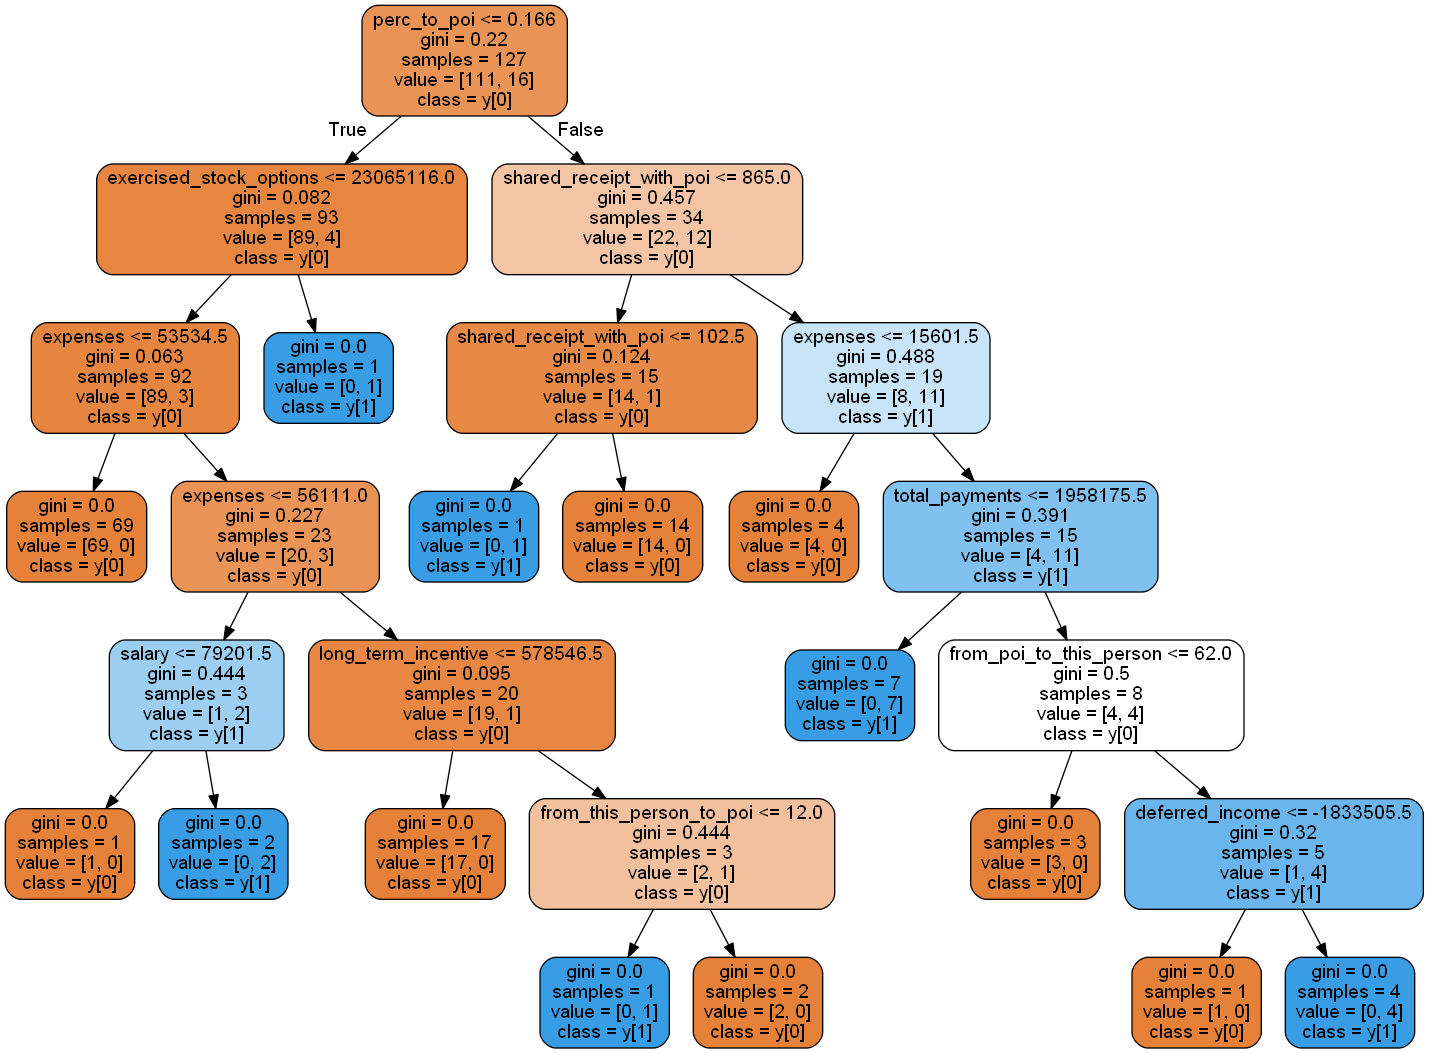 perc_to_poi <= 0.166
gini = 0.22
samples = 127
value = [111, 16]
class = y[0]
True
False
exercised_stock_options <= 23065116.0
gini = 0.082
samples = 93
value = [89, 4]
class = y[0]
shared_receipt_with_poi <= 865.0
gini = 0.457
samples = 34
value = [22, 12]
class = y[0]
expenses <= 53534.5
gini = 0.063
samples = 92
value = [89, 3]
class = y[0]
gini = 0.0
samples = 1
value = [0, 1]
class = y[1]
shared_receipt_with_poi <= 102.5
gini = 0.124
samples = 15
value = [14, 1]
class = y[0]
expenses <= 15601.5
gini = 0.488
samples = 19
value = [8, 11]
class = y[1]
gini = 0.0
samples = 69
value = [69, 0]
class = y[0]
expenses <= 56111.0
gini = 0.227
samples = 23
value = [20, 3]
class = y[0]
gini = 0.0
samples = 1
value = [0, 1]
class = y[1]
gini = 0.0
samples = 14
value = [14, 0]
class = y[0]
gini = 0.0
samples = 4
value = [4, 0]
class = y[0]
total_payments <= 1958175.5
gini = 0.391
samples = 15
value = [4, 11]
class = y[1]
salary <= 79201.5
gini = 0.444
samples = 3
value = [1, 2]
class = y[1]
long_term_incentive <= 578546.5
gini = 0.095
samples = 20
value = [19, 1]
class = y[0]
gini = 0.0
samples = 7
value = [0, 7]
class = y[1]
from_poi_to_this_person <= 62.0
gini = 0.5
samples = 8
value = [4, 4]
class = y[0]
gini = 0.0
samples = 1
value = [1, 0]
class = y[0]
gini = 0.0
samples = 2
value = [0, 2]
class = y[1]
gini = 0.0
samples = 17
value = [17, 0]
class = y[0]
from_this_person_to_poi <= 12.0
gini = 0.444
samples = 3
value = [2, 1]
class = y[0]
gini = 0.0
samples = 3
value = [3, 0]
class = y[0]
deferred_income <= -1833505.5
gini = 0.32
samples = 5
value = [1, 4]
class = y[1]
gini = 0.0
samples = 1
value = [0, 1]
class = y[1]
gini = 0.0
samples = 2
value = [2, 0]
class = y[0]
gini = 0.0
samples = 1
value = [1, 0]
class = y[0]
gini = 0.0
samples = 4
value = [0, 4]
class = y[1]